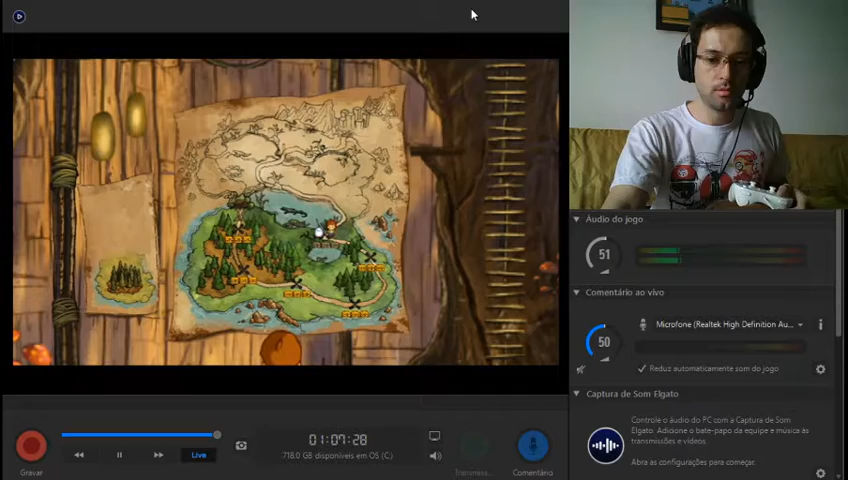 Áudio do jogo
51
Comentário ao vivo
Microfone (Realtek High Definition Au...
50
Reduz automaticamente som do jogo
Captura de Som Elgato
Controle o áudio do PC com a Captura de Som
Elgato. Adicione o bate-papo da equipe e música às
transmissões e vídeos.
Abra as configurações para começar.
Live
01:07:28
718.0 GB disponíveis em OS (C)
Gravar
Transmiss...
Comentário